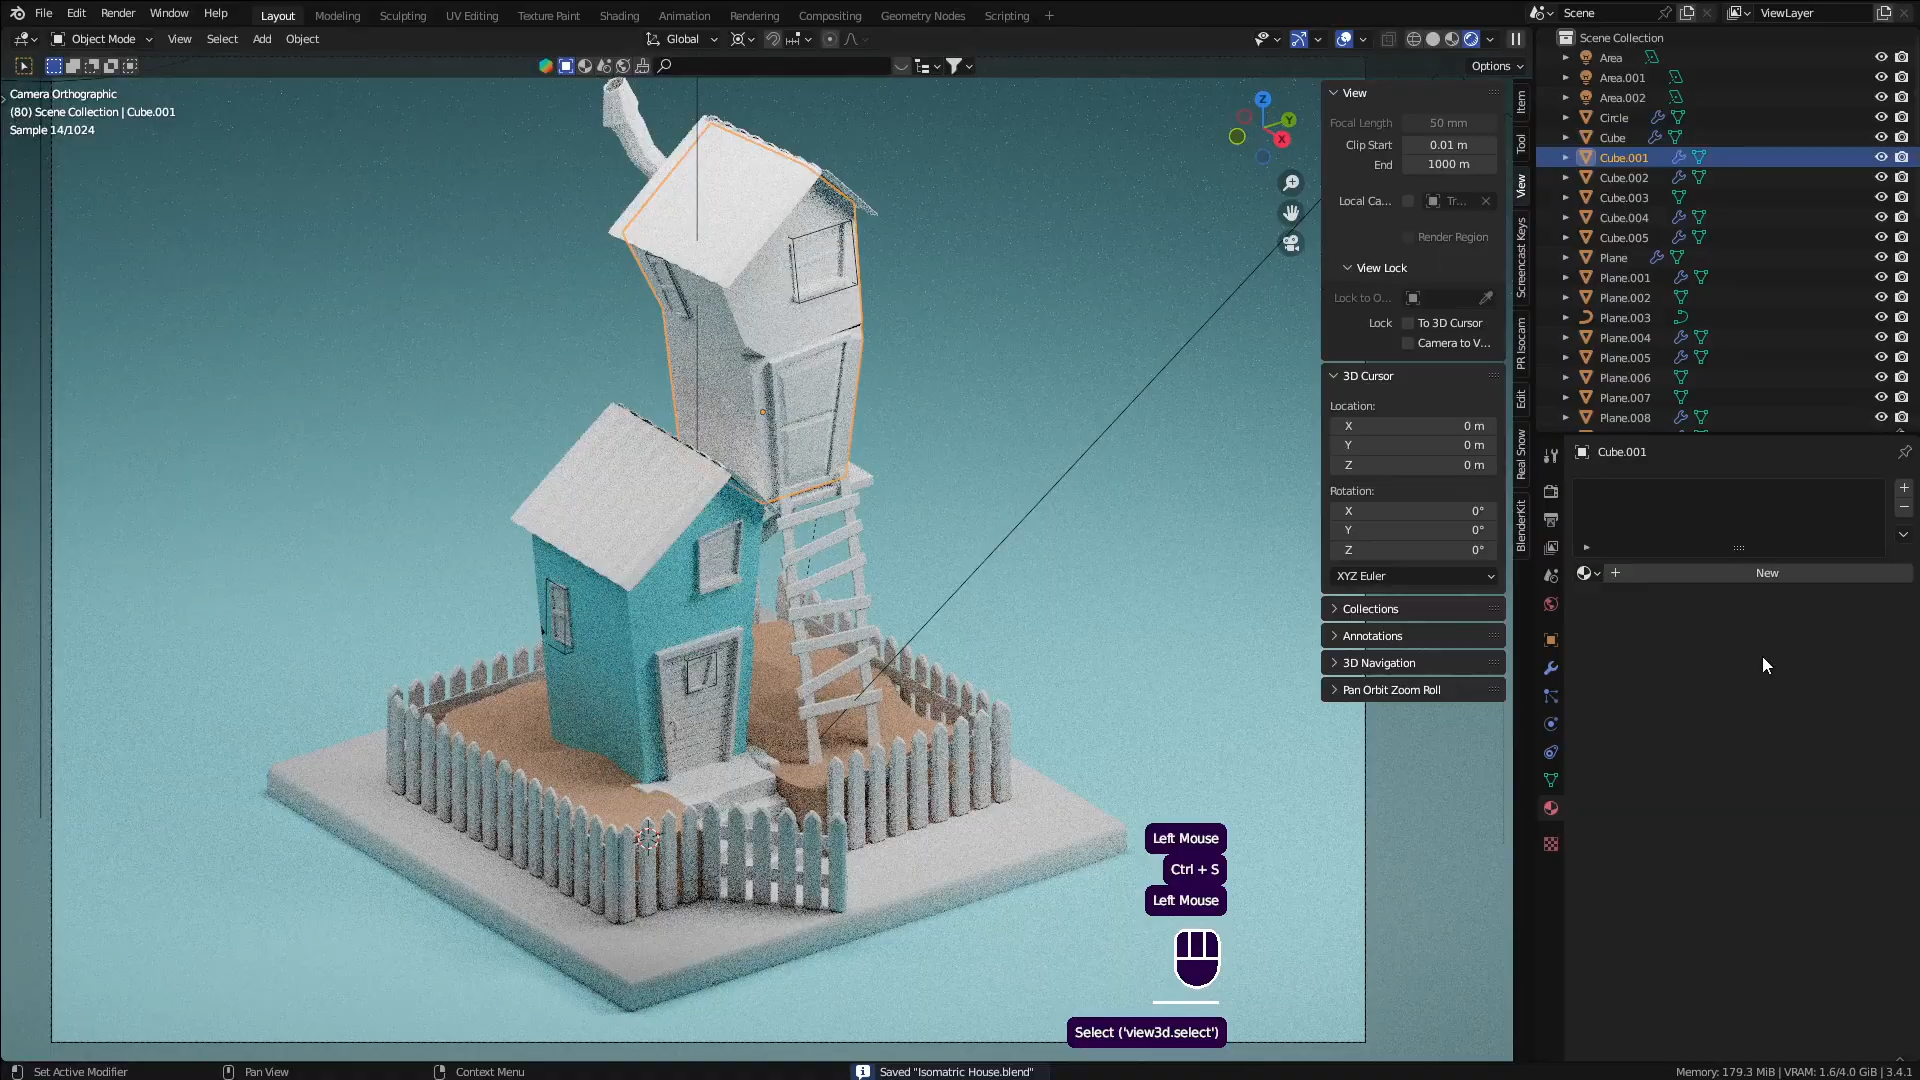 File Edit Render Window Help Layout Modeling Sculpting UV Editing Texture Paint Shading Animation Rendering Compositing Geometry Nodes Scripting + Scene ViewLayer
Object Mode View Select Add Object Global
Options
Camera Orthographic
(80) Scene Collection | Cube.001
Sample 14/1024
Z
Y
X
View
Focal Length 50 mm
Clip Start 0.01 m
End 1000 m
Local Ca... Tr...
Render Region
View Lock
Lock to O...
Lock To 3D Cursor
Camera to V...
3D Cursor
Location:
X 0 m
Y 0 m
Z 0 m
Rotation:
X 0°
Y 0°
Z 0°
XYZ Euler
Collections
Annotations
3D Navigation
Pan Orbit Zoom Roll
Item
Tool
View
Screencast Keys
PR Isocam
Edit
Real Snow
BlenderKit
Scene Collection
Area
Area.001
Area.002
Circle
Cube
Cube.001
Cube.002
Cube.003
Cube.004
Cube.005
Plane
Plane.001
Plane.002
Plane.003
Plane.004
Plane.005
Plane.006
Plane.007
Plane.008
Cube.001
+ New
Left Mouse
Ctrl + S
Left Mouse
Select ('view3d.select')
Set Active Modifier Pan View Context Menu Saved "Isomatric House.blend" Memory: 179.3 MiB | VRAM: 1.6/4.0 GiB | 3.4.1